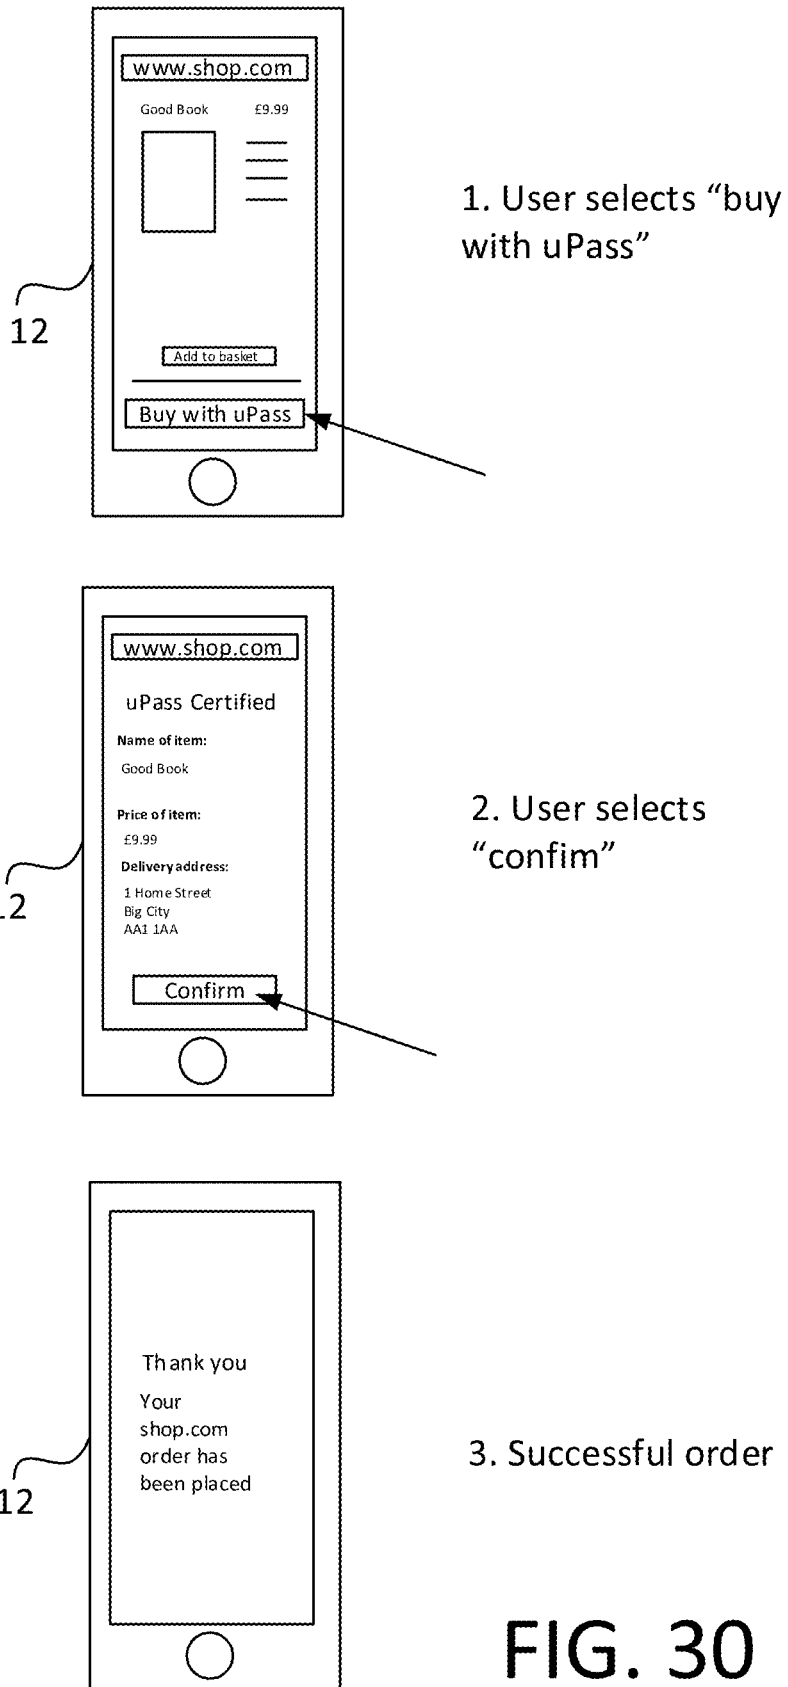 www.shop.com
Good Book £9.99
1. User selects “buy
with uPass”
12
Add to basket
Buy with uPass
www.shop.com
uPass Certified
Name of item:
Good Book
Price of item:
£9.99
Delivery address:
1 Home Street
Big City
AA1 1AA
2. User selects
“confim”
12
Confirm
Thank you
Your
shop.com
order has
been placed
3. Successful order
12
FIG. 30